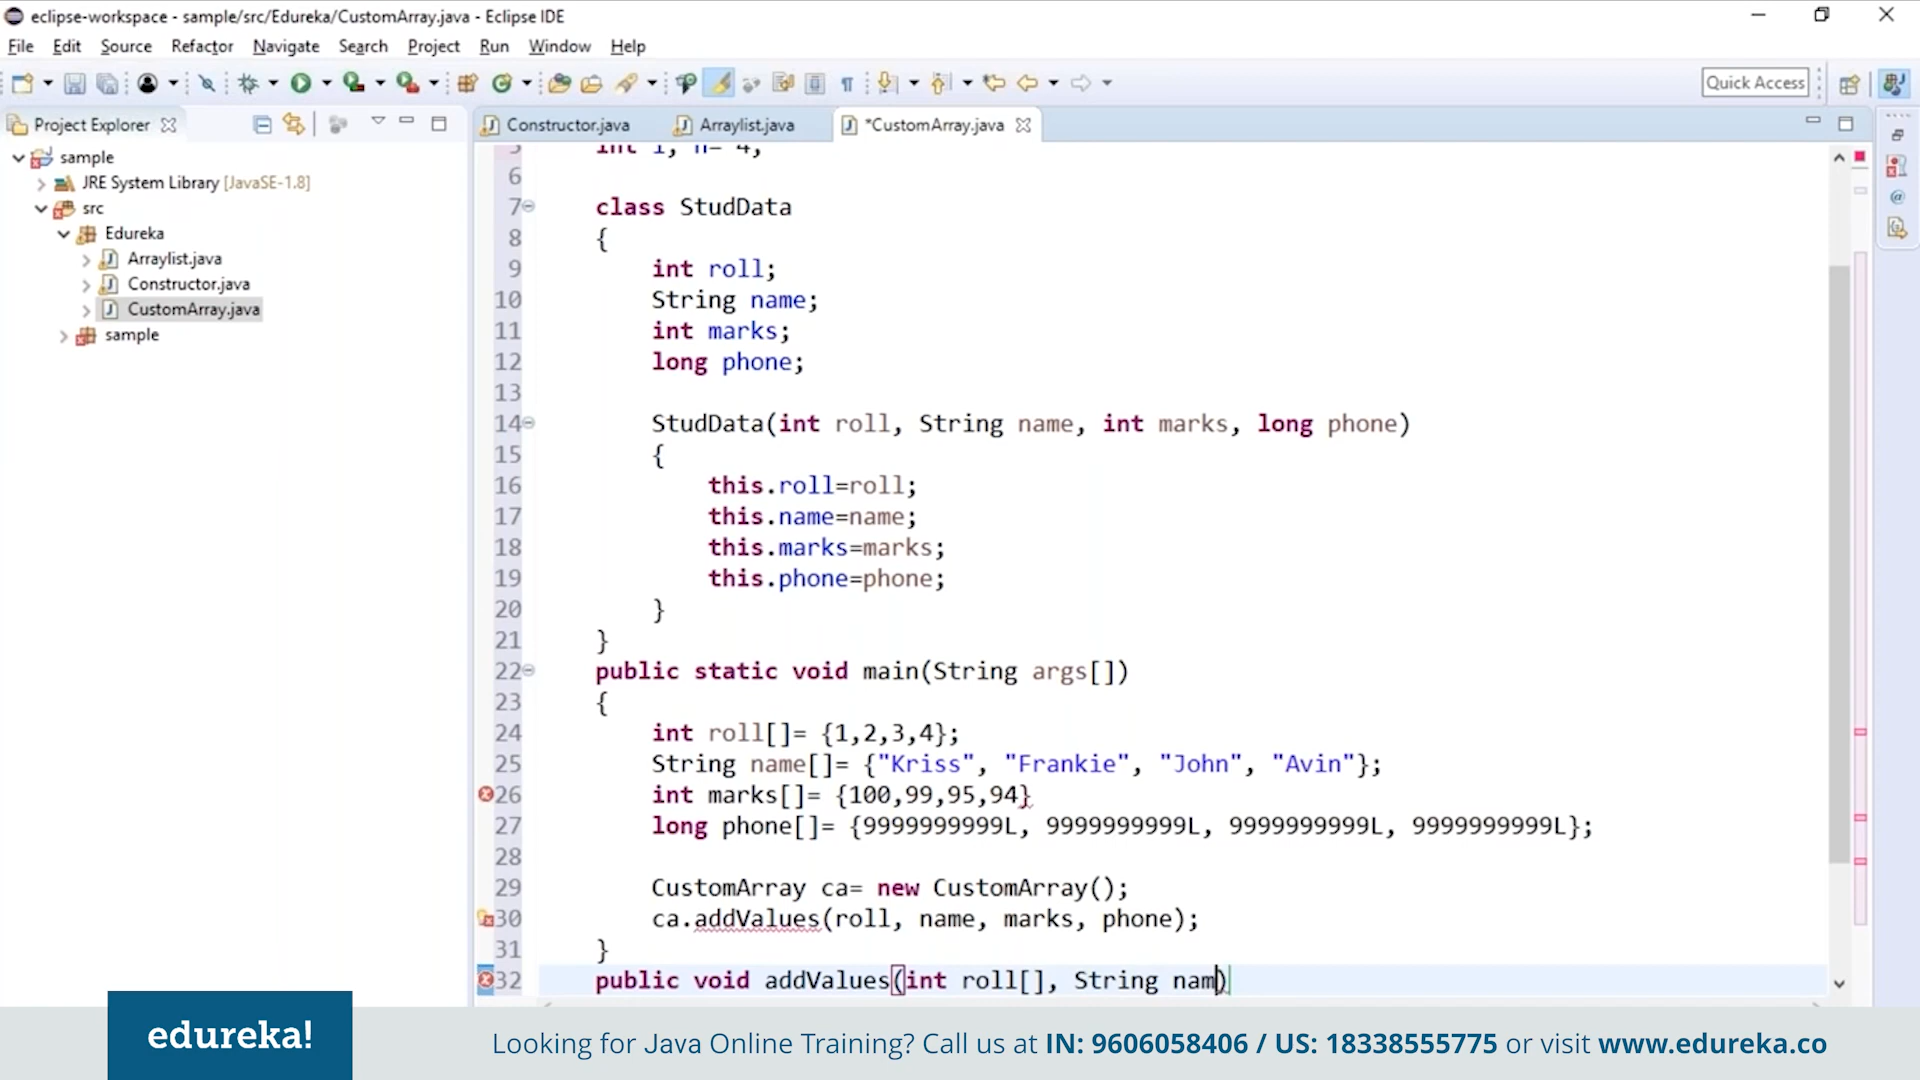 eclipse-workspace - sample/src/Edureka/CustomArray.java - Eclipse IDE
File Edit Source Refactor Navigate Search Project Run Window Help
Quick Access
Project Explorer
Constructor.java Arraylist.java *CustomArray.java
sample
JRE System Library [JavaSE-1.8]
src
Edureka
Arraylist.java
Constructor.java
CustomArray.java
sample
5 int i, n= 4;
6
7 class StudData
8 {
9 int roll;
10 String name;
11 int marks;
12 long phone;
13
14 StudData(int roll, String name, int marks, long phone)
15 {
16 this.roll=roll;
17 this.name=name;
18 this.marks=marks;
19 this.phone=phone;
20 }
21 }
22 public static void main(String args[])
23 {
24 int roll[]= {1,2,3,4};
25 String name[]= {"Kriss", "Frankie", "John", "Avin"};
26 int marks[]= {100,99,95,94}
27 long phone[]= {9999999999L, 9999999999L, 9999999999L, 9999999999L};
28
29 CustomArray ca= new CustomArray();
30 ca.addValues(roll, name, marks, phone);
31 }
32 public void addValues(int roll[], String nam)
edureka!
Looking for Java Online Training? Call us at IN: 9606058406 / US: 18338555775 or visit www.edureka.co